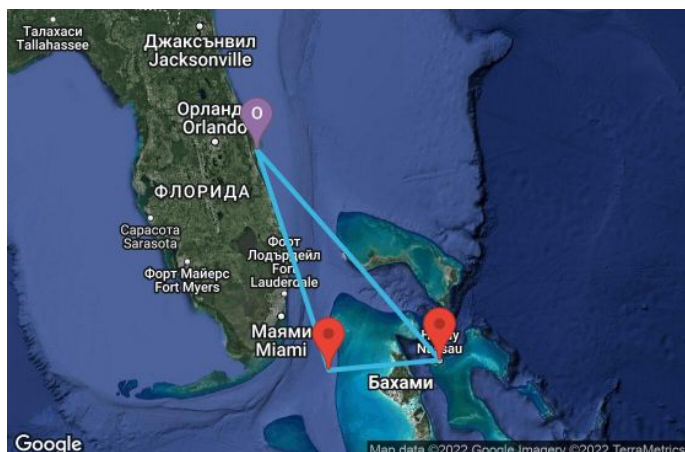 Талахаси
Tallahassee
Джаксънвил
Jacksonville
Орланд
Orlando
O
ФЛОРИДА
Сарасота
Sarasota
Форт Майерс
Fort Myers
Форт
Лодърдейл
Fort
Lauderdale
Маями
Miami
Nassau
Бахами
Google
Map data ©2022 Google Imagery ©2022 TerraMetrics